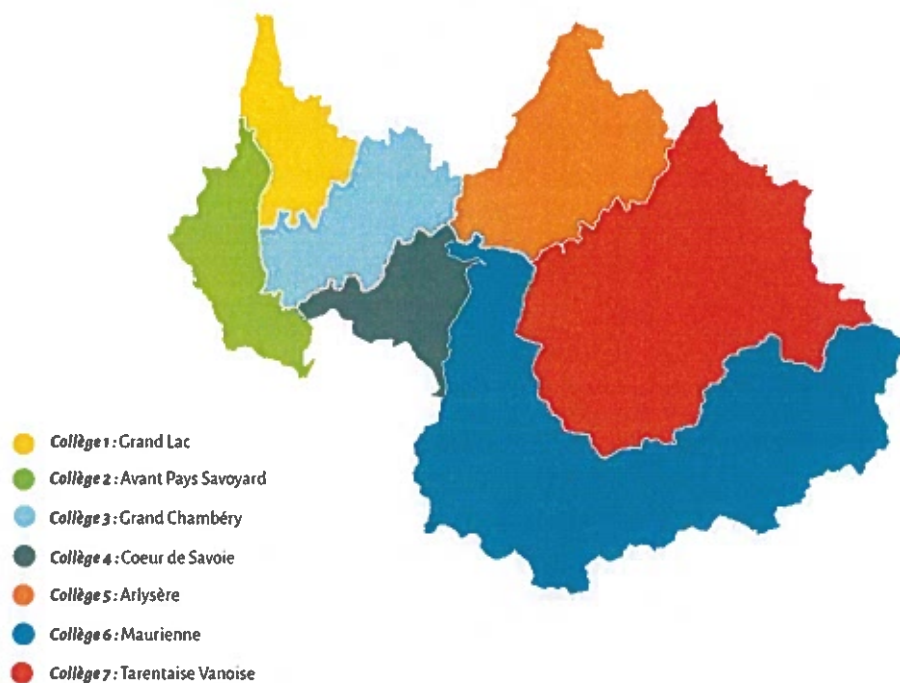 Collège 1 : Grand Lac
Collège 2 : Avant Pays Savoyard
Collège 3 : Grand Chambéry
Collège 4 : Coeur de Savoie
Collège 5 : Arlysère
Collège 6 : Maurienne
Collège 7 : Tarentaise Vanoise